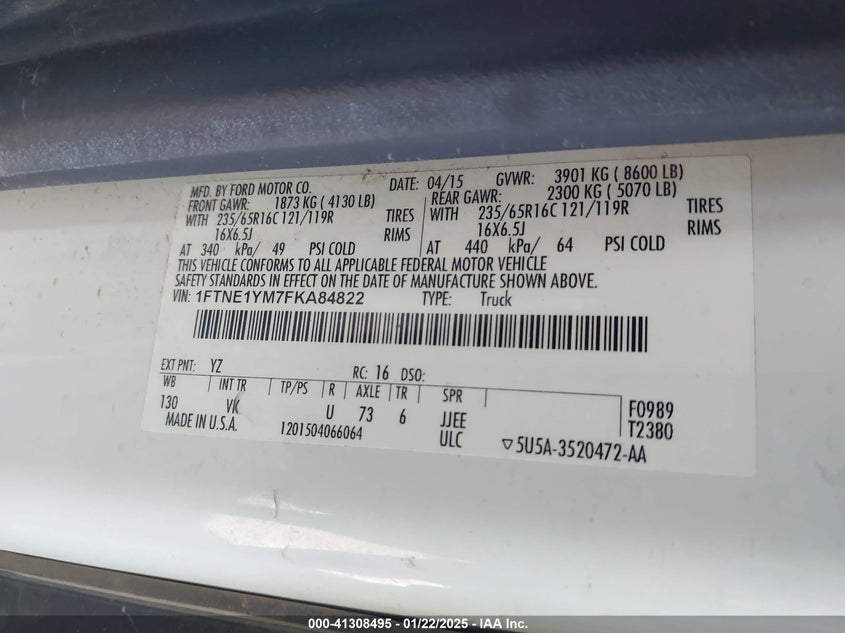 MFD. BY FORD MOTOR CO. DATE: 04/15 GVWR: 3901 KG ( 8600 LB)
FRONT GAWR: 1873 KG ( 4130 LB) REAR GAWR: 2300 KG ( 5070 LB)
WITH 235/65R16C 121/119R TIRES WITH 235/65R16C 121/119R TIRES
16X6.5J RIMS 16X6.5J RIMS
AT 340 kPa/ 49 PSI COLD AT 440 kPa/ 64 PSI COLD
THIS VEHICLE CONFORMS TO ALL APPLICABLE FEDERAL MOTOR VEHICLE
SAFETY STANDARDS IN EFFECT ON THE DATE OF MANUFACTURE SHOWN ABOVE.
VIN: 1FTNE1YM7FKA84822 TYPE: Truck
EXT PNT: YZ RC: 16 DSO:
WB INT TR TP/PS R AXLE TR SPR
130 VK U 73 6 JJEE F0989
MADE IN U.S.A. 1201504066064 ULC T2380
5U5A-3520472-AA
000-41308495 - 01/22/2025 - IAA Inc.